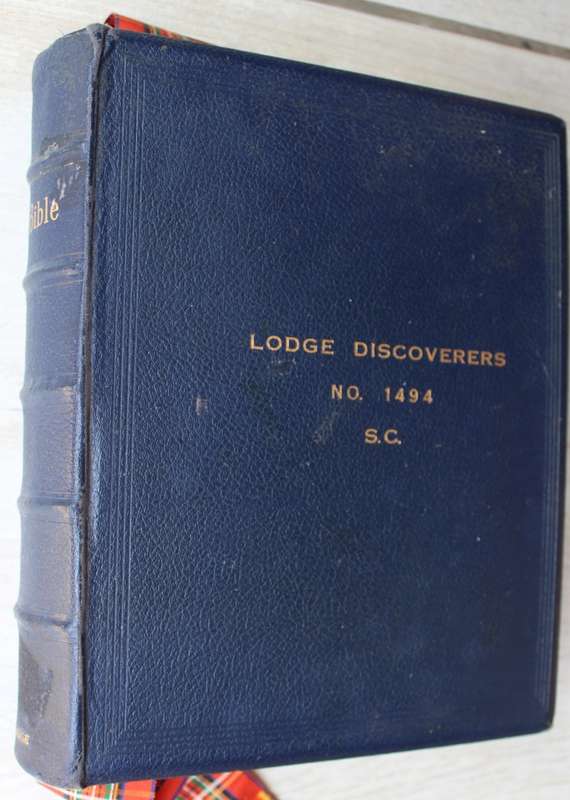 Bible
LODGE DISCOVERERS
NO. 1494
S.C.